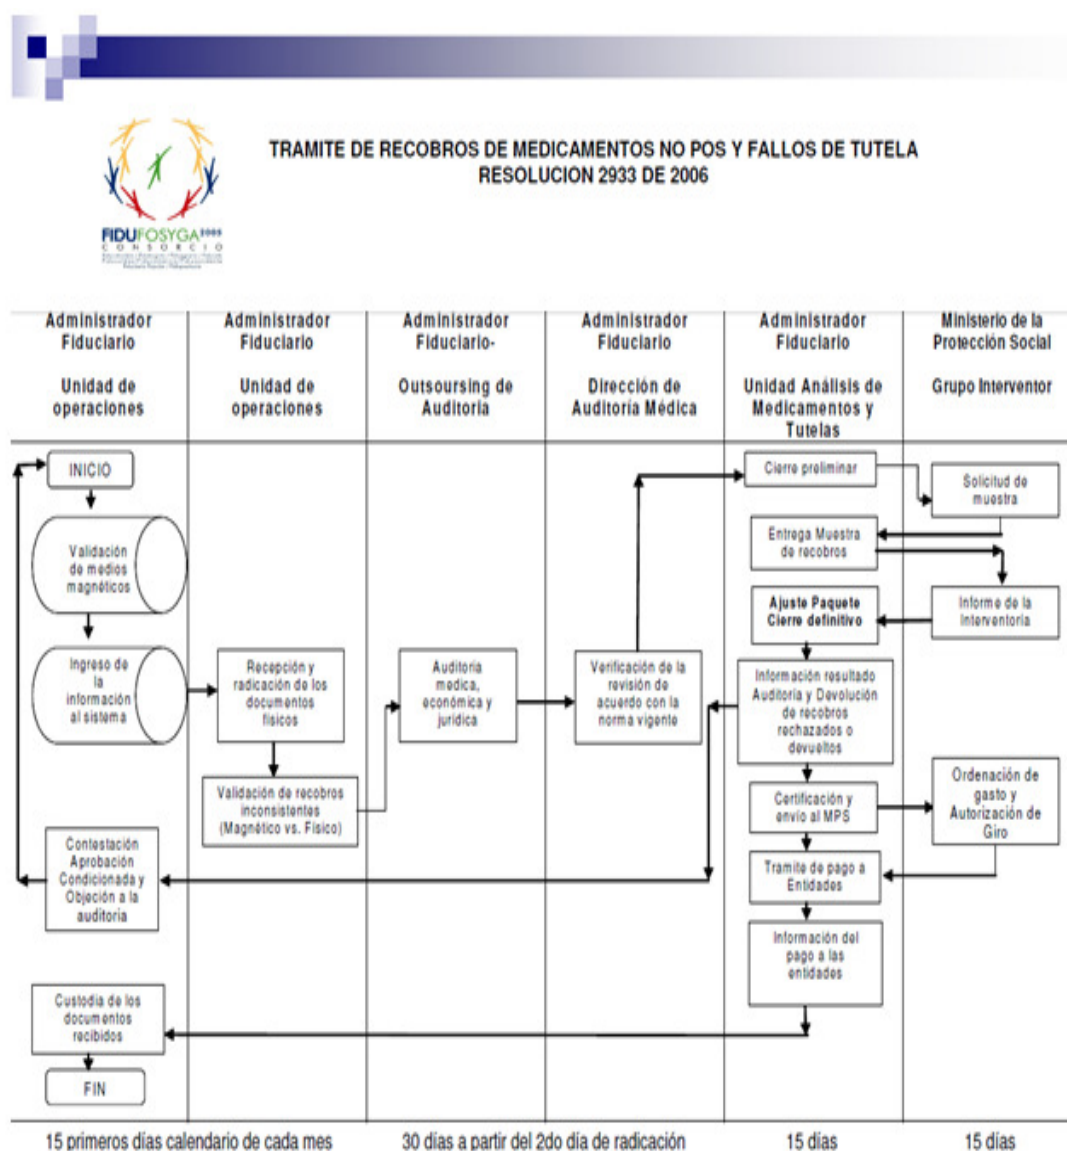 TRAMITE DE RECOBROS DE MEDICAMENTOS NO POS Y FALLOS DE TUTELA
RESOLUCION 2933 DE 2006
FIDUFOSYGA 2005
CONSORCIO
Administrador
Fiduciario
Unidad de
operaciones
Administrador
Fiduciario
Unidad de
operaciones
Administrador
Fiduciario-
Outsoursing de
Auditoria
Administrador
Fiduciario
Dirección de
Auditoría Médica
Administrador
Fiduciario
Unidad Análisis de
Medicamentos y
Tutelas
Ministerio de la
Protección Social
Grupo Interventor
INICIO
Validación
de medios
magnéticos
Ingreso de
la
información
al sistema
Contestación
Aprobación
Condicionada y
Objeción a la
auditoria
Custodia de los
documentos
recibidos
FIN
Recepción y
radicación de los
documentos
físicos
Validación de recobros
inconsistentes
(Magnético vs. Físico)
Auditoria
medica,
económica y
jurídica
Verificación de la
revisión de
acuerdo con la
norma vigente
Cierre preliminar
Entrega Muestra
de recobros
Ajuste Paquete
Cierre definitivo
Información resultado
Auditoría y Devolución
de recobros
rechazados o
devueltos
Certificación y
envío al MPS
Tramite de pago a
Entidades
Información del
pago a las
entidades
Solicitud de
muestra
Informe de la
Interventoría
Ordenación de
gasto y
Autorización de
Giro
15 primeros días calendario de cada mes
30 días a partir del 2do día de radicación
15 días
15 días